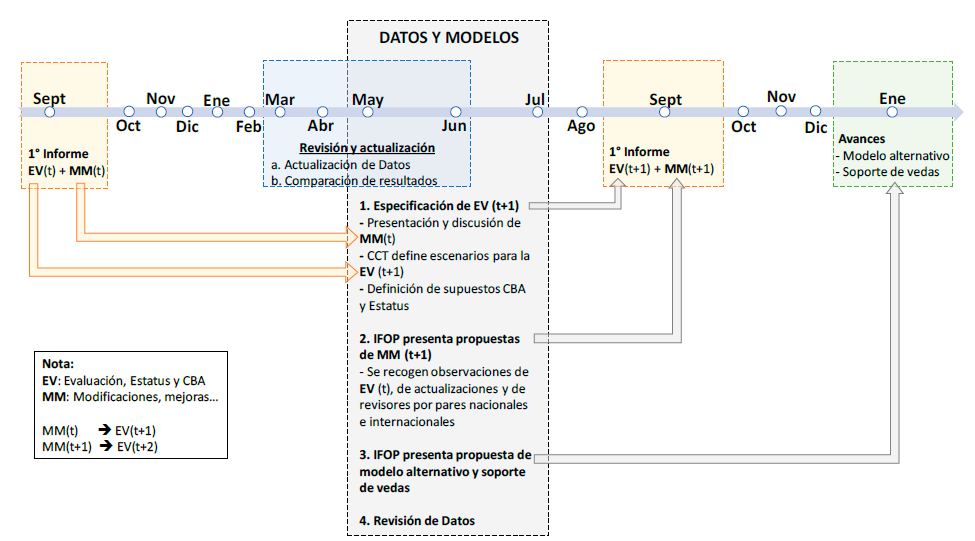 DATOS Y MODELOS
Sept
Oct
Nov
Dic
Ene
Feb
Mar
Abr
May
Jun
Jul
Ago
Sept
Oct
Nov
Dic
Ene
1° Informe
EV(t) + MM(t)
Revisión y actualización
a. Actualización de Datos
b. Comparación de resultados
1° Informe
EV(t+1) + MM(t+1)
Avances
- Modelo alternativo
- Soporte de vedas
1. Especificación de EV (t+1)
- Presentación y discusión de
MM(t)
- CCT define escenarios para la
EV (t+1)
- Definición de supuestos CBA
y Estatus
2. IFOP presenta propuestas
de MM (t+1)
- Se recogen observaciones de
EV (t), de actualizaciones y de
revisores por pares nacionales
e internacionales
3. IFOP presenta propuesta de
modelo alternativo y soporte
de vedas
4. Revisión de Datos
Nota:
EV: Evaluación, Estatus y CBA
MM: Modificaciones, mejoras...
MM(t) ➔ EV(t+1)
MM(t+1) ➔ EV(t+2)